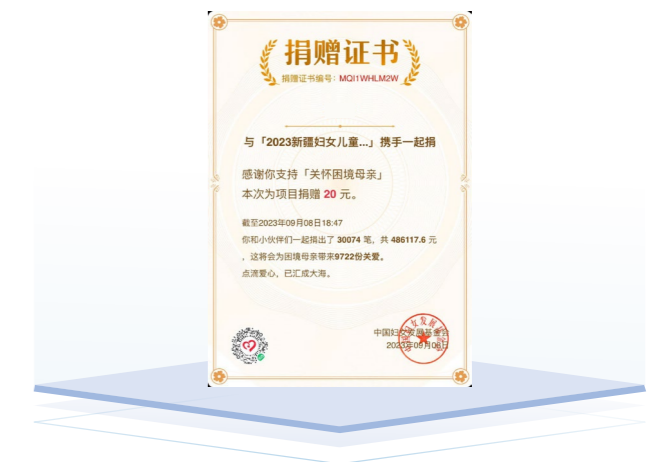 捐赠证书
捐赠证书编号：MQI1WHLM2W
与「2023新疆妇女儿童...」携手一起捐
感谢你支持「关怀困境母亲」
本次为项目捐赠 20 元。
截至2023年09月08日18:47
你和小伙伴们一起捐出了 30074 笔，共 486117.6 元
，这将会为困境母亲带来9722份关爱。
点滴爱心，已汇成大海。
中国妇女发展基金会
2023年09月08日